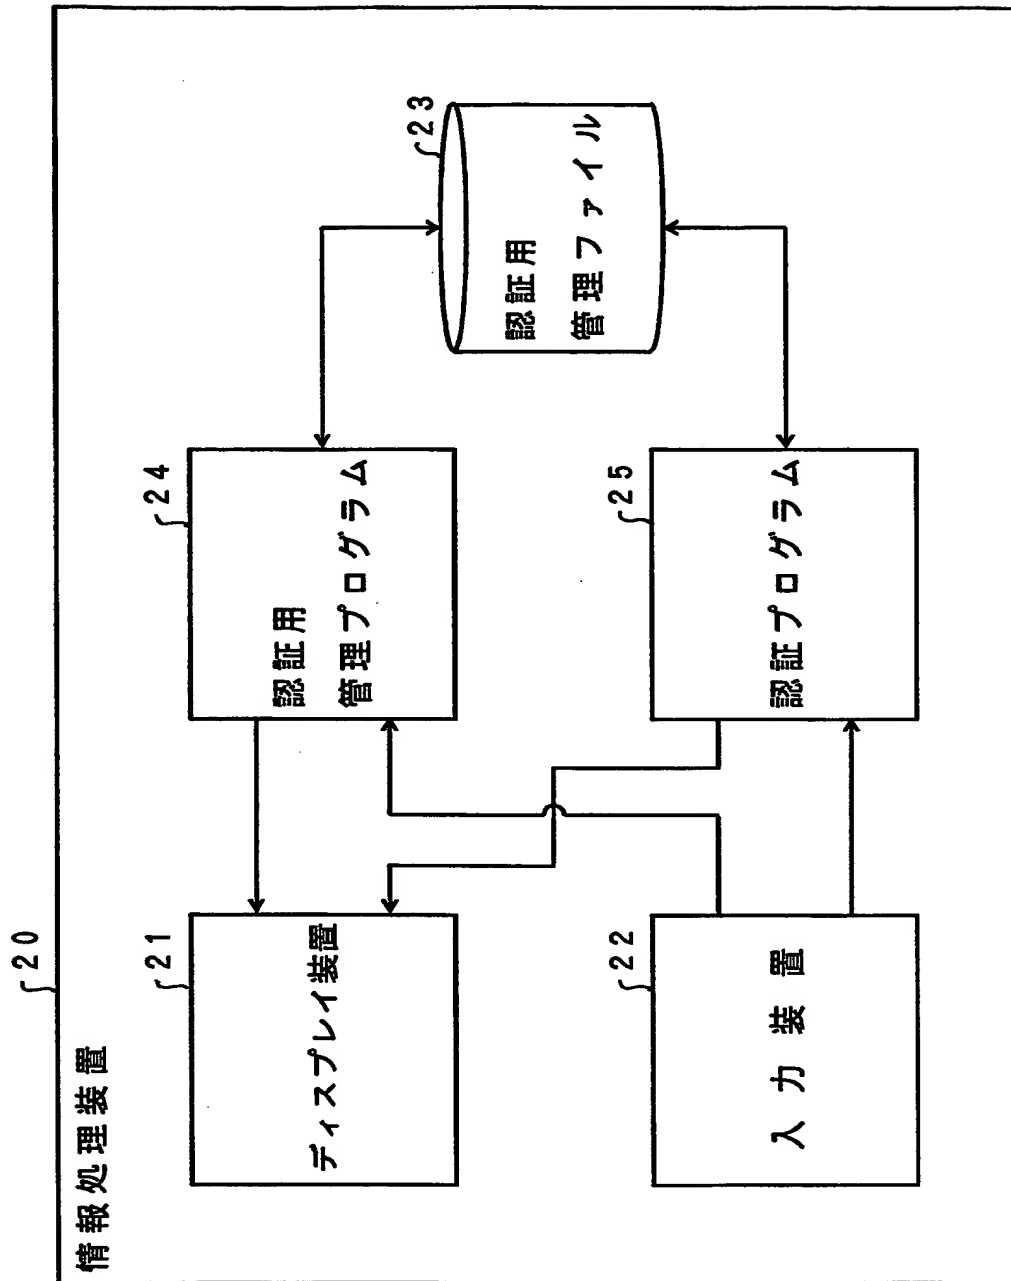 20
情報処理装置
21
ディスプレイ装置
24
認証用
管理プログラム
23
認証用
管理ファイル
22
入力装置
25
認証プログラム